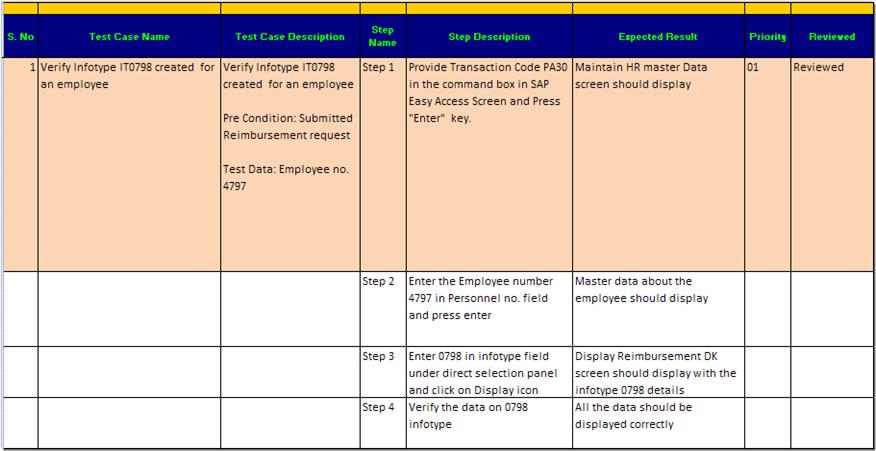 S. No
Test Case Name
Test Case Description
Step
Name
Step Description
Expected Result
Priority
Reviewed
1
Verify Infotype IT0798 created for
an employee
Verify Infotype IT0798
created for an employee
Pre Condition: Submitted
Reimbursement request
Test Data: Employee no.
4797
Step 1
Provide Transaction Code PA30
in the command box in SAP
Easy Access Screen and Press
"Enter" key.
Maintain HR master Data
screen should display
01
Reviewed
Step 2
Enter the Employee number
4797 in Personnel no. field
and press enter
Master data about the
employee should display
Step 3
Enter 0798 in infotype field
under direct selection panel
and click on Display icon
Display Reimbursement DK
screen should display with the
infotype 0798 details
Step 4
Verify the data on 0798
infotype
All the data should be
displayed correctly